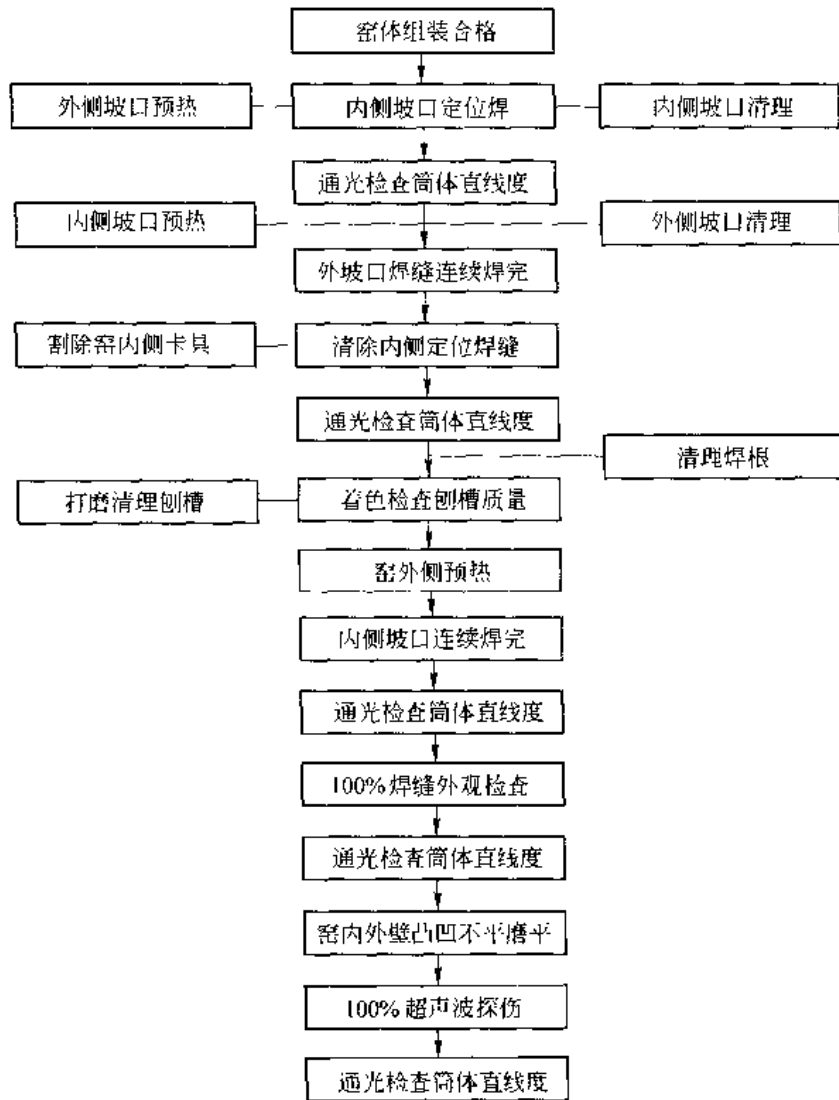 窑体组装合格
外侧坡口预热
内侧坡口定位焊
内侧坡口清理
通光检查筒体直线度
内侧坡口预热
外侧坡口清理
外坡口焊缝连续焊完
割除窑内侧卡具
清除内侧定位焊缝
通光检查筒体直线度
清理焊根
打磨清理刨槽
着色检查刨槽质量
窑外侧预热
内侧坡口连续焊完
通光检查筒体直线度
100%焊缝外观检查
通光检查筒体直线度
窑内外壁凸凹不平磨平
100%超声波探伤
通光检查筒体直线度